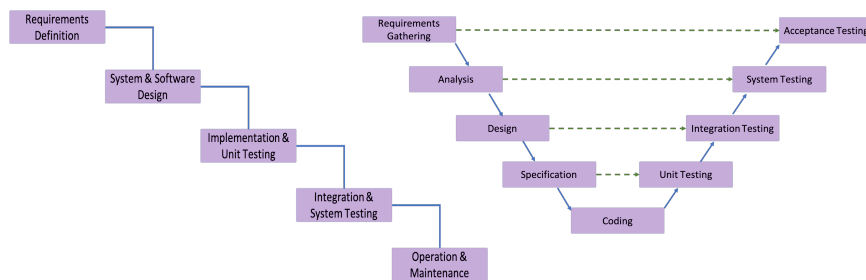 Requirements
Definition
System & Software
Design
Implementation &
Unit Testing
Integration &
System Testing
Operation &
Maintenance
Requirements
Gathering
Acceptance Testing
Analysis
System Testing
Design
Integration Testing
Specification
Unit Testing
Coding